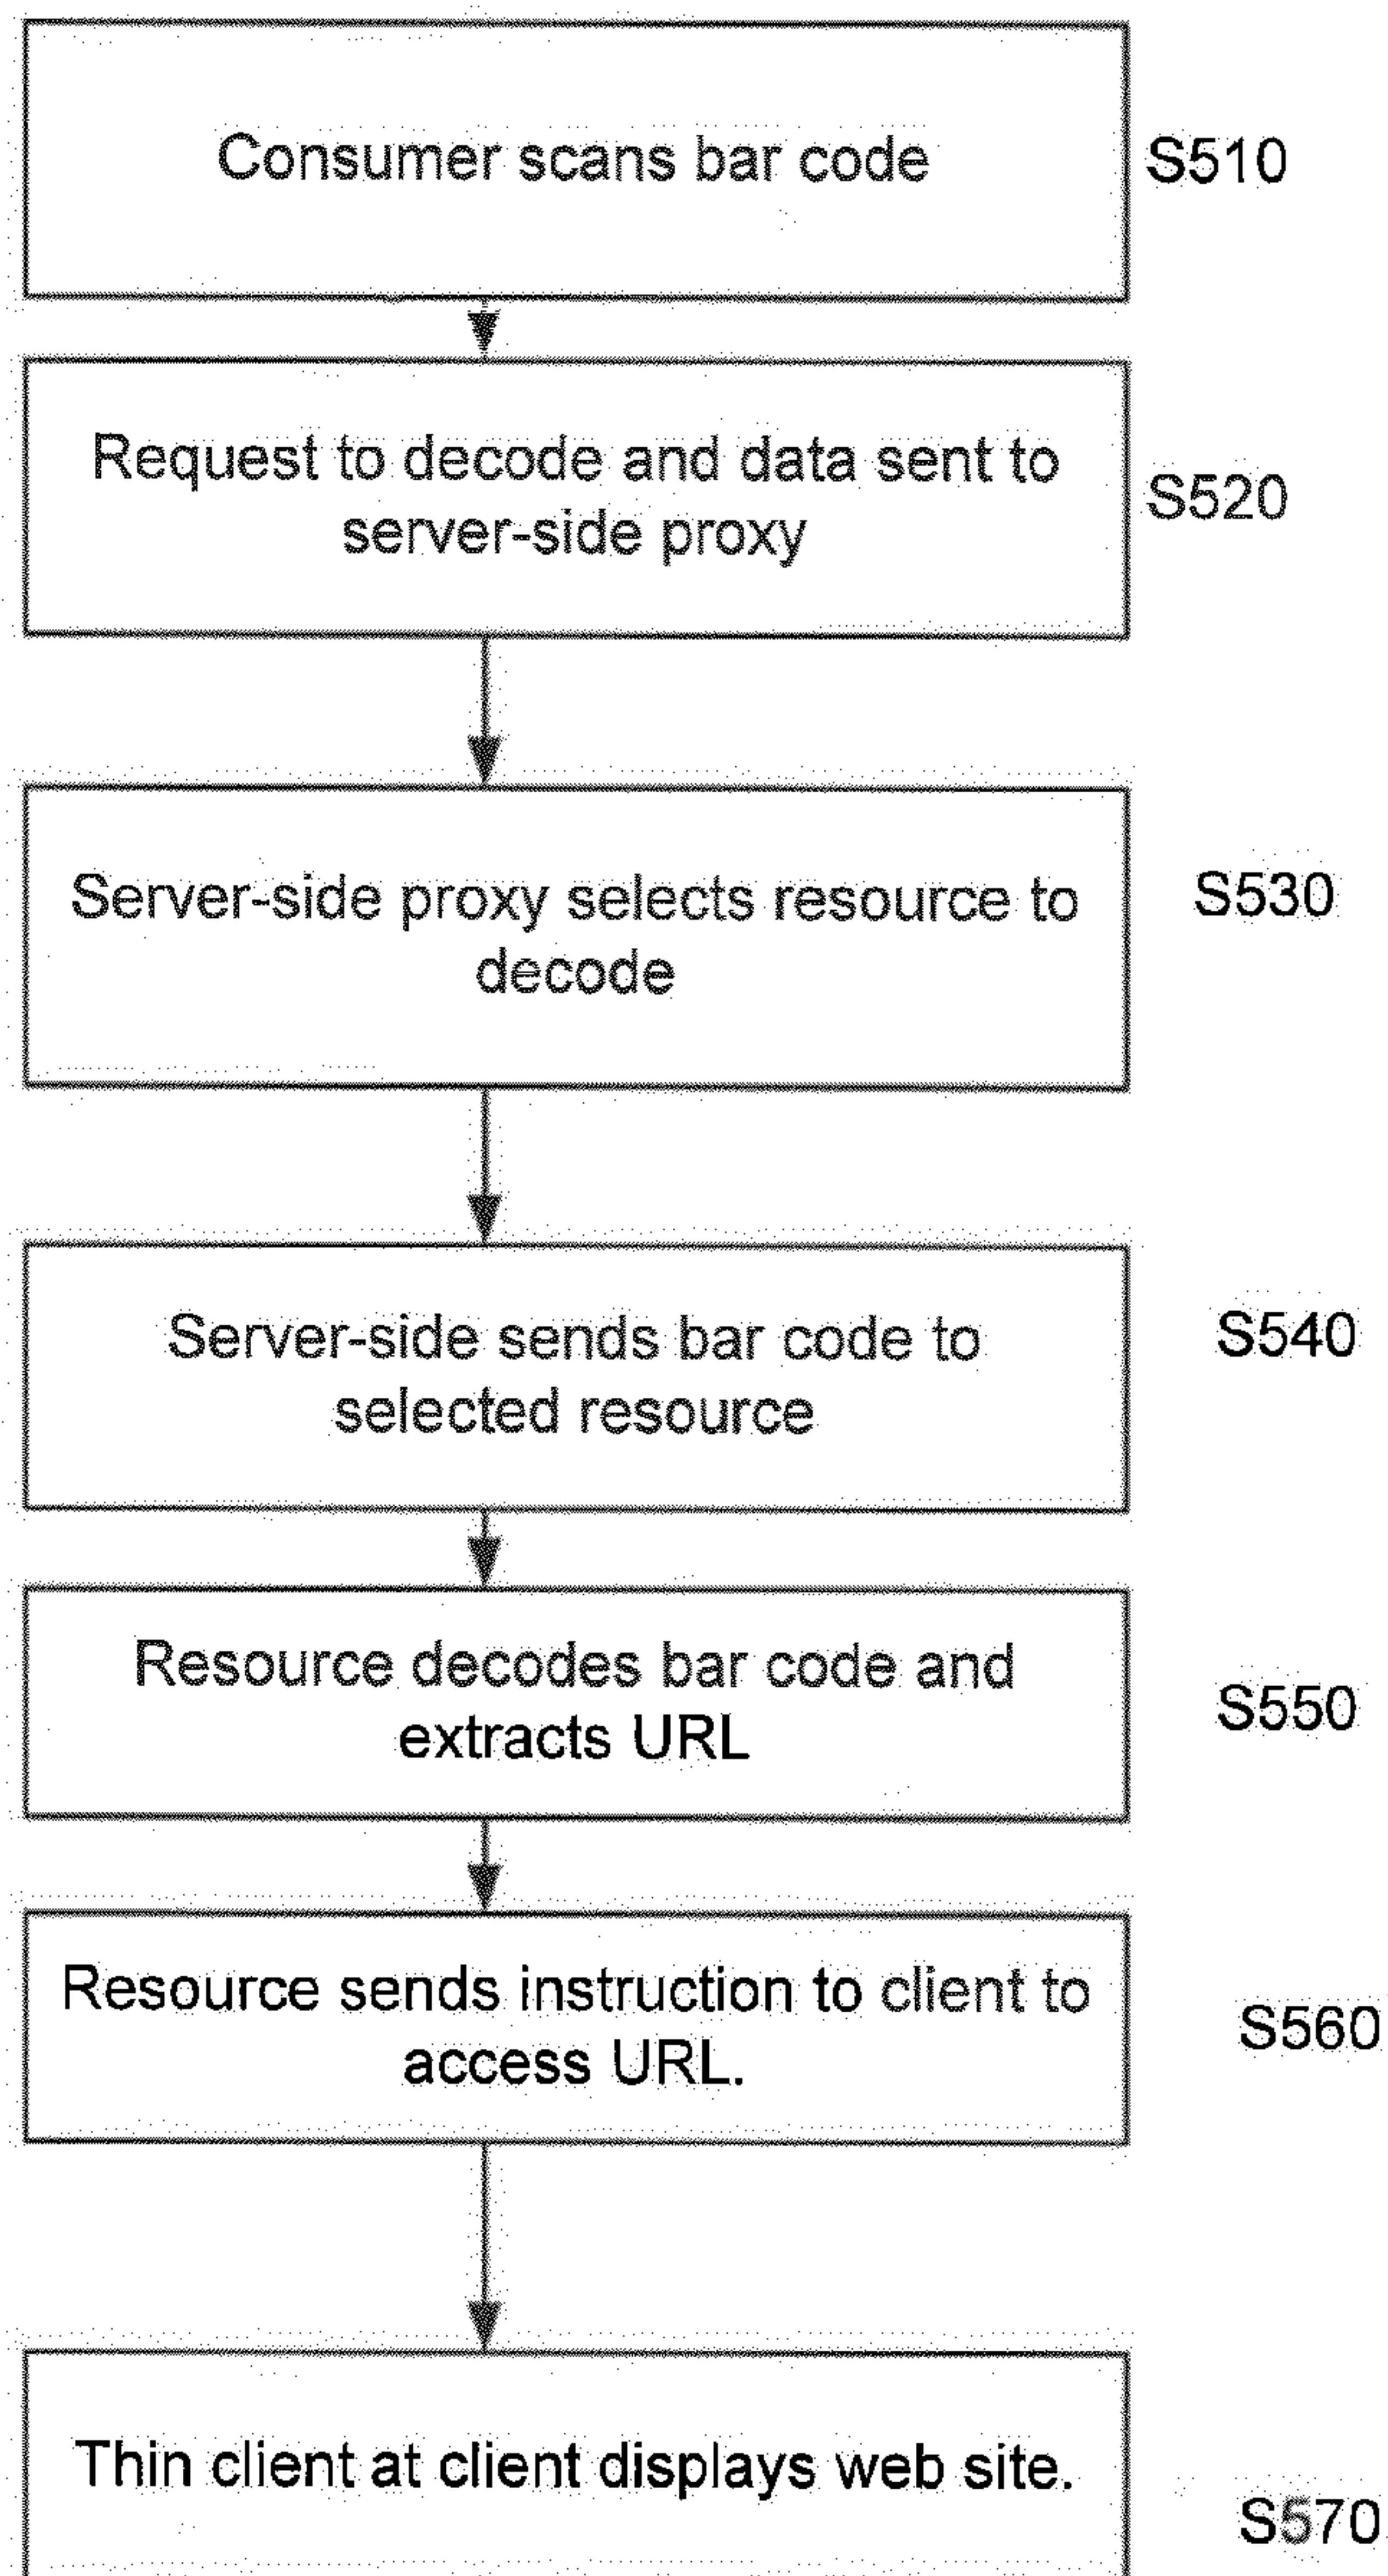 Consumer scans bar code
S510
Request to decode and data sent to
server-side proxy
S520
Server-side proxy selects resource to
decode
S530
Server-side sends bar code to
selected resource
S540
Resource decodes bar code and
extracts URL
S550
Resource sends instruction to client to
access URL.
S560
Thin client at client displays web site.
S570